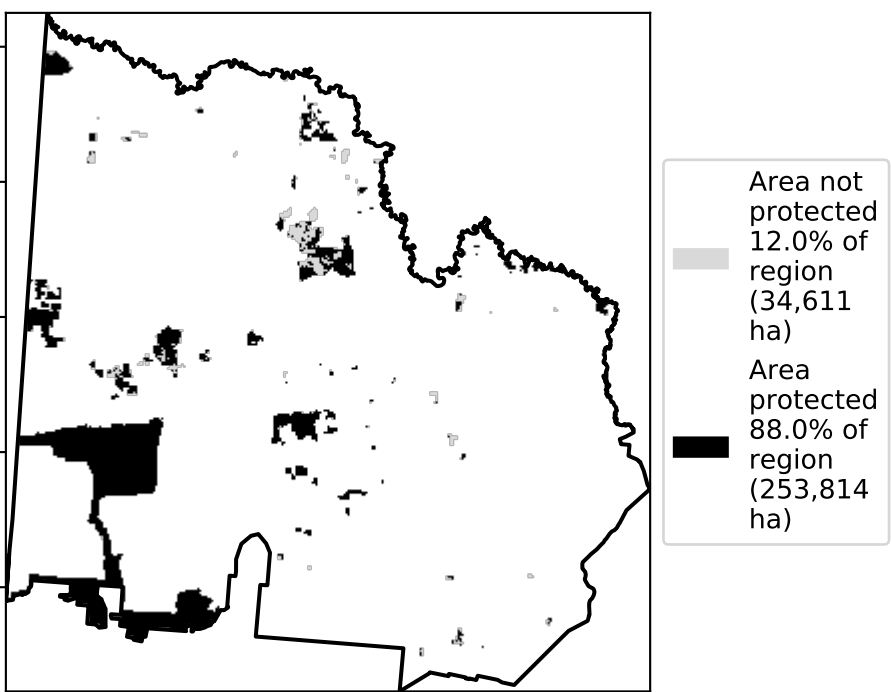 Area not
protected
12.0% of
region
(34,611
ha)
Area
protected
88.0% of
region
(253,814
ha)